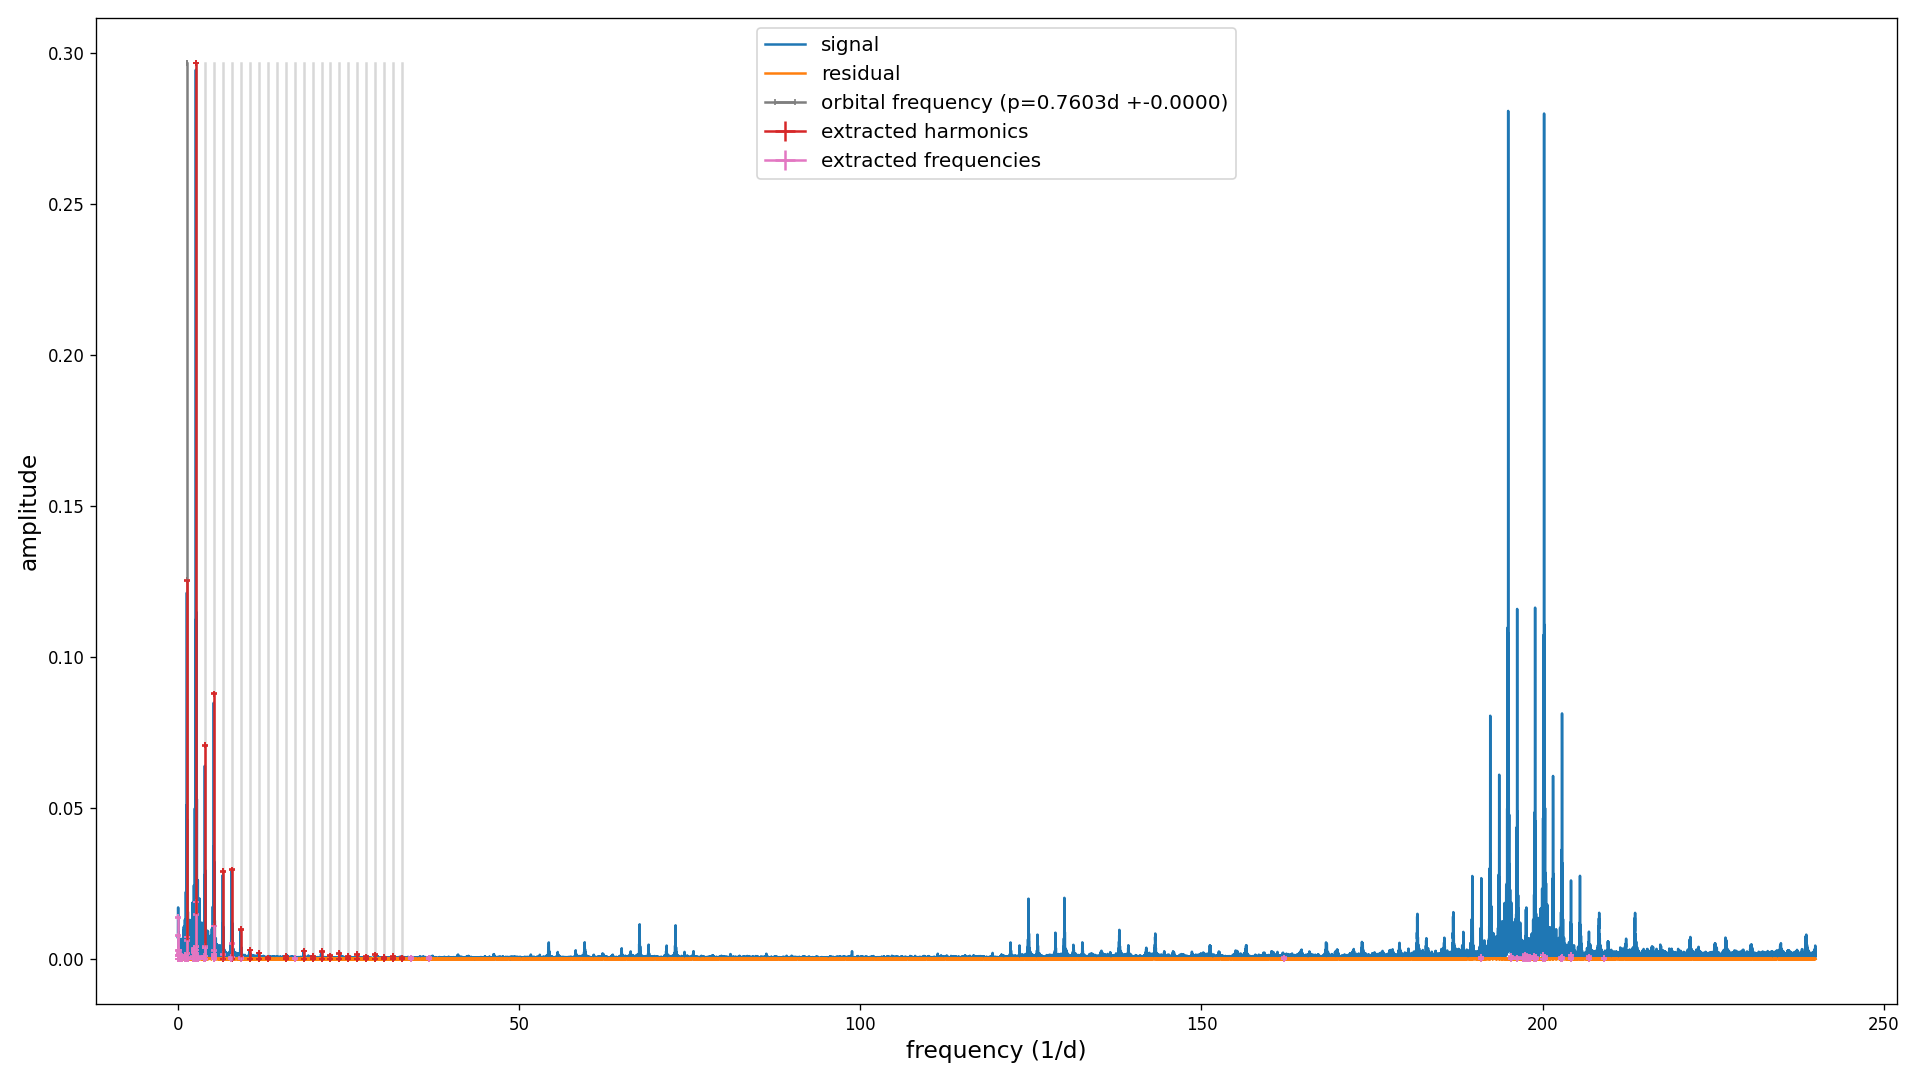 signal
residual
orbital frequency (p=0.7603d +-0.0000)
extracted harmonics
extracted frequencies
0.30
0.25
0.20
0.15
0.10
0.05
0.00
amplitude
0 50 100 150 200 250
frequency (1/d)